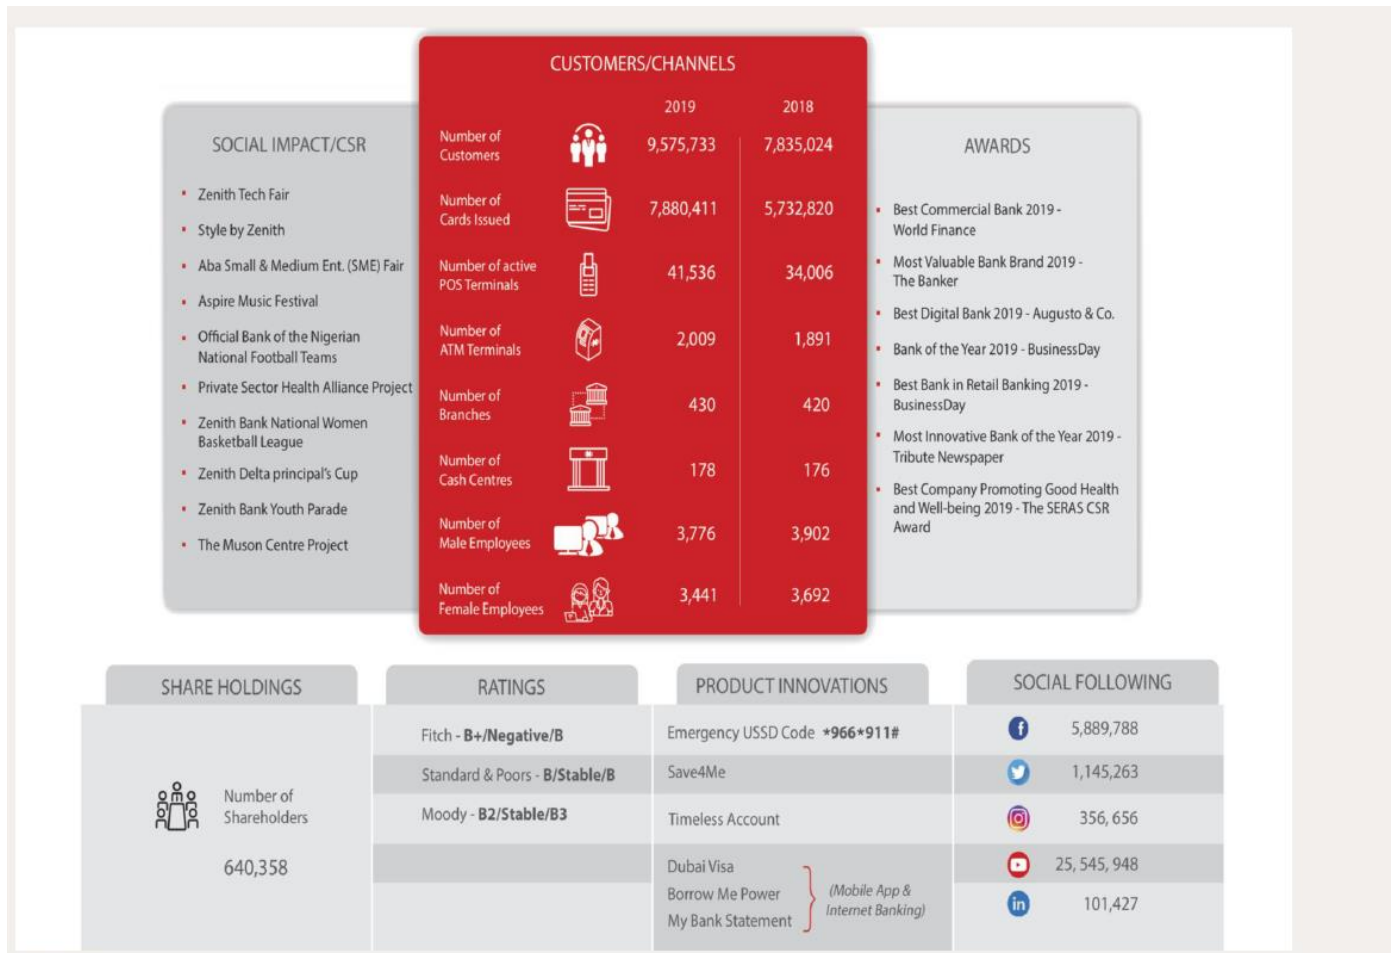 CUSTOMERS/CHANNELS
2019 2018
Number of
Customers
9,575,733 7,835,024
Number of
Cards Issued
7,880,411 5,732,820
Number of active
POS Terminals
41,536 34,006
Number of
ATM Terminals
2,009 1,891
Number of
Branches
430 420
Number of
Cash Centres
178 176
Number of
Male Employees
3,776 3,902
Number of
Female Employees
3,441 3,692
SOCIAL IMPACT/CSR
• Zenith Tech Fair
• Style by Zenith
• Aba Small & Medium Ent. (SME) Fair
• Aspire Music Festival
• Official Bank of the Nigerian
National Football Teams
• Private Sector Health Alliance Project
• Zenith Bank National Women
Basketball League
• Zenith Delta principal's Cup
• Zenith Bank Youth Parade
• The Muson Centre Project
AWARDS
• Best Commercial Bank 2019 -
World Finance
• Most Valuable Bank Brand 2019 -
The Banker
• Best Digital Bank 2019 - Augusto & Co.
• Bank of the Year 2019 - BusinessDay
• Best Bank in Retail Banking 2019 -
BusinessDay
• Most Innovative Bank of the Year 2019 -
Tribute Newspaper
• Best Company Promoting Good Health
and Well-being 2019 - The SERAS CSR
Award
SHARE HOLDINGS
Number of
Shareholders
640,358
RATINGS
Fitch - B+/Negative/B
Standard & Poors - B/Stable/B
Moody - B2/Stable/B3
PRODUCT INNOVATIONS
Emergency USSD Code *966*911#
Save4Me
Timeless Account
Dubai Visa
Borrow Me Power
My Bank Statement
(Mobile App &
Internet Banking)
SOCIAL FOLLOWING
f 5,889,788
1,145,263
356, 656
25, 545, 948
in 101,427